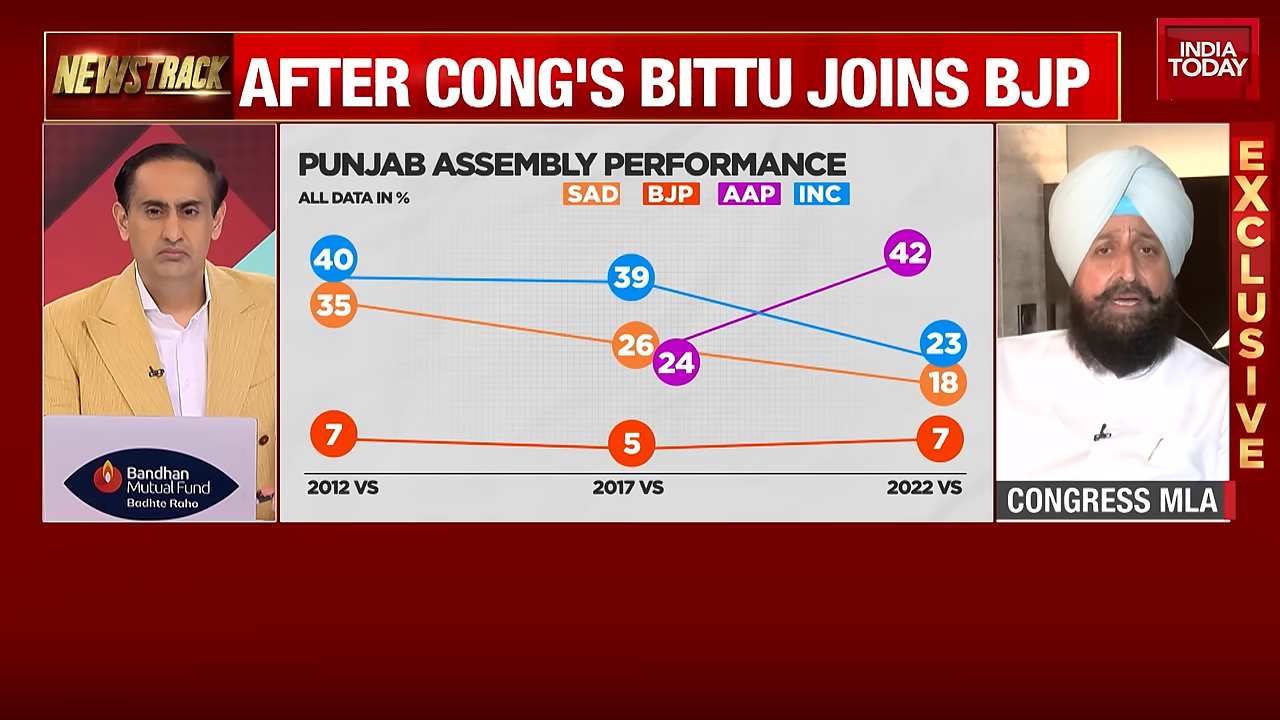 NEWSTRACK
AFTER CONG'S BITTU JOINS BJP
INDIA
TODAY
PUNJAB ASSEMBLY PERFORMANCE
ALL DATA IN %
SAD BJP AAP INC
40
39
42
35
26
24
23
18
7
5
7
2012 VS
2017 VS
2022 VS
Bandhan
Mutual Fund
Badhte Raho
CONGRESS MLA
EXCLUSIVE